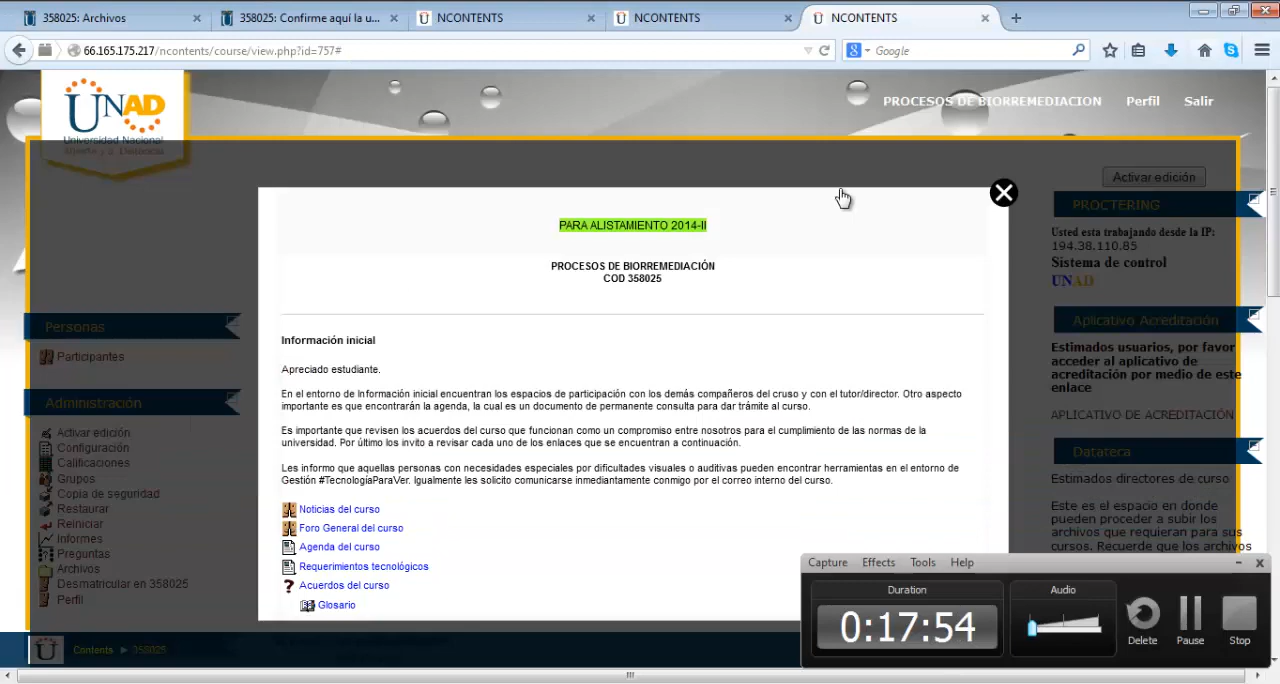 358025: Archivos
358025: Confirme aquí la u...
NCONTENTS
NCONTENTS
NCONTENTS
66.165.175.217/ncontents/course/view.php?id=757#
Google
UNAD
Universidad Nacional
Abierta y a Distancia
PROCESOS DE BIORREMEDIACION
Perfil
Salir
Activar edición
PROCTERING
Usted esta trabajando desde la IP:
194.38.110.85
Sistema de control
UNAD
Aplicativo Acreditación
Estimados usuarios, por favor
acceder al aplicativo de
acreditación por medio de este
enlace
APLICATIVO DE ACREDITACIÓN
Datateca
Estimados directores de curso
Este es el espacio en donde
pueden proceder a subir los
archivos que requieran para sus
cursos. Recuerde que los archivos
Personas
Participantes
Administración
Activar edición
Configuración
Calificaciones
Grupos
Copia de seguridad
Restaurar
Reiniciar
Informes
Preguntas
Archivos
Desmatricular en 358025
Perfil
PARA ALISTAMIENTO 2014-II
PROCESOS DE BIORREMEDIACIÓN
COD 358025
Información inicial
Apreciado estudiante.
En el entorno de Información inicial encuentran los espacios de participación con los demás compañeros del cruso y con el tutor/director. Otro aspecto
importante es que encontrarán la agenda, la cual es un documento de permanente consulta para dar trámite al curso.
Es importante que revisen los acuerdos del curso que funcionan como un compromiso entre nosotros para el cumplimiento de las normas de la
universidad. Por último los invito a revisar cada uno de los enlaces que se encuentran a continuación.
Les informo que aquellas personas con necesidades especiales por dificultades visuales o auditivas pueden encontrar herramientas en el entorno de
Gestión #TecnologíaParaVer. Igualmente les solicito comunicarse inmediatamente conmigo por el correo interno del curso.
Noticias del curso
Foro General del curso
Agenda del curso
Requerimientos tecnológicos
Acuerdos del curso
Glosario
Contents ► 358025
Capture
Effects
Tools
Help
Duration
0:17:54
Audio
Delete
Pause
Stop